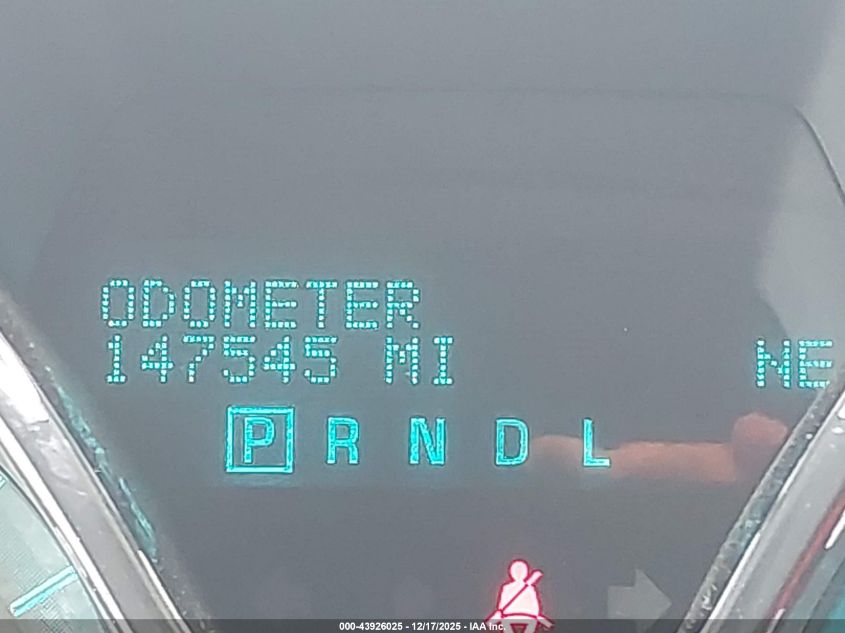 ODOMETER
147545 MI NE
P R N D L
000-43926025 - 12/17/2025 - IAA Inc.